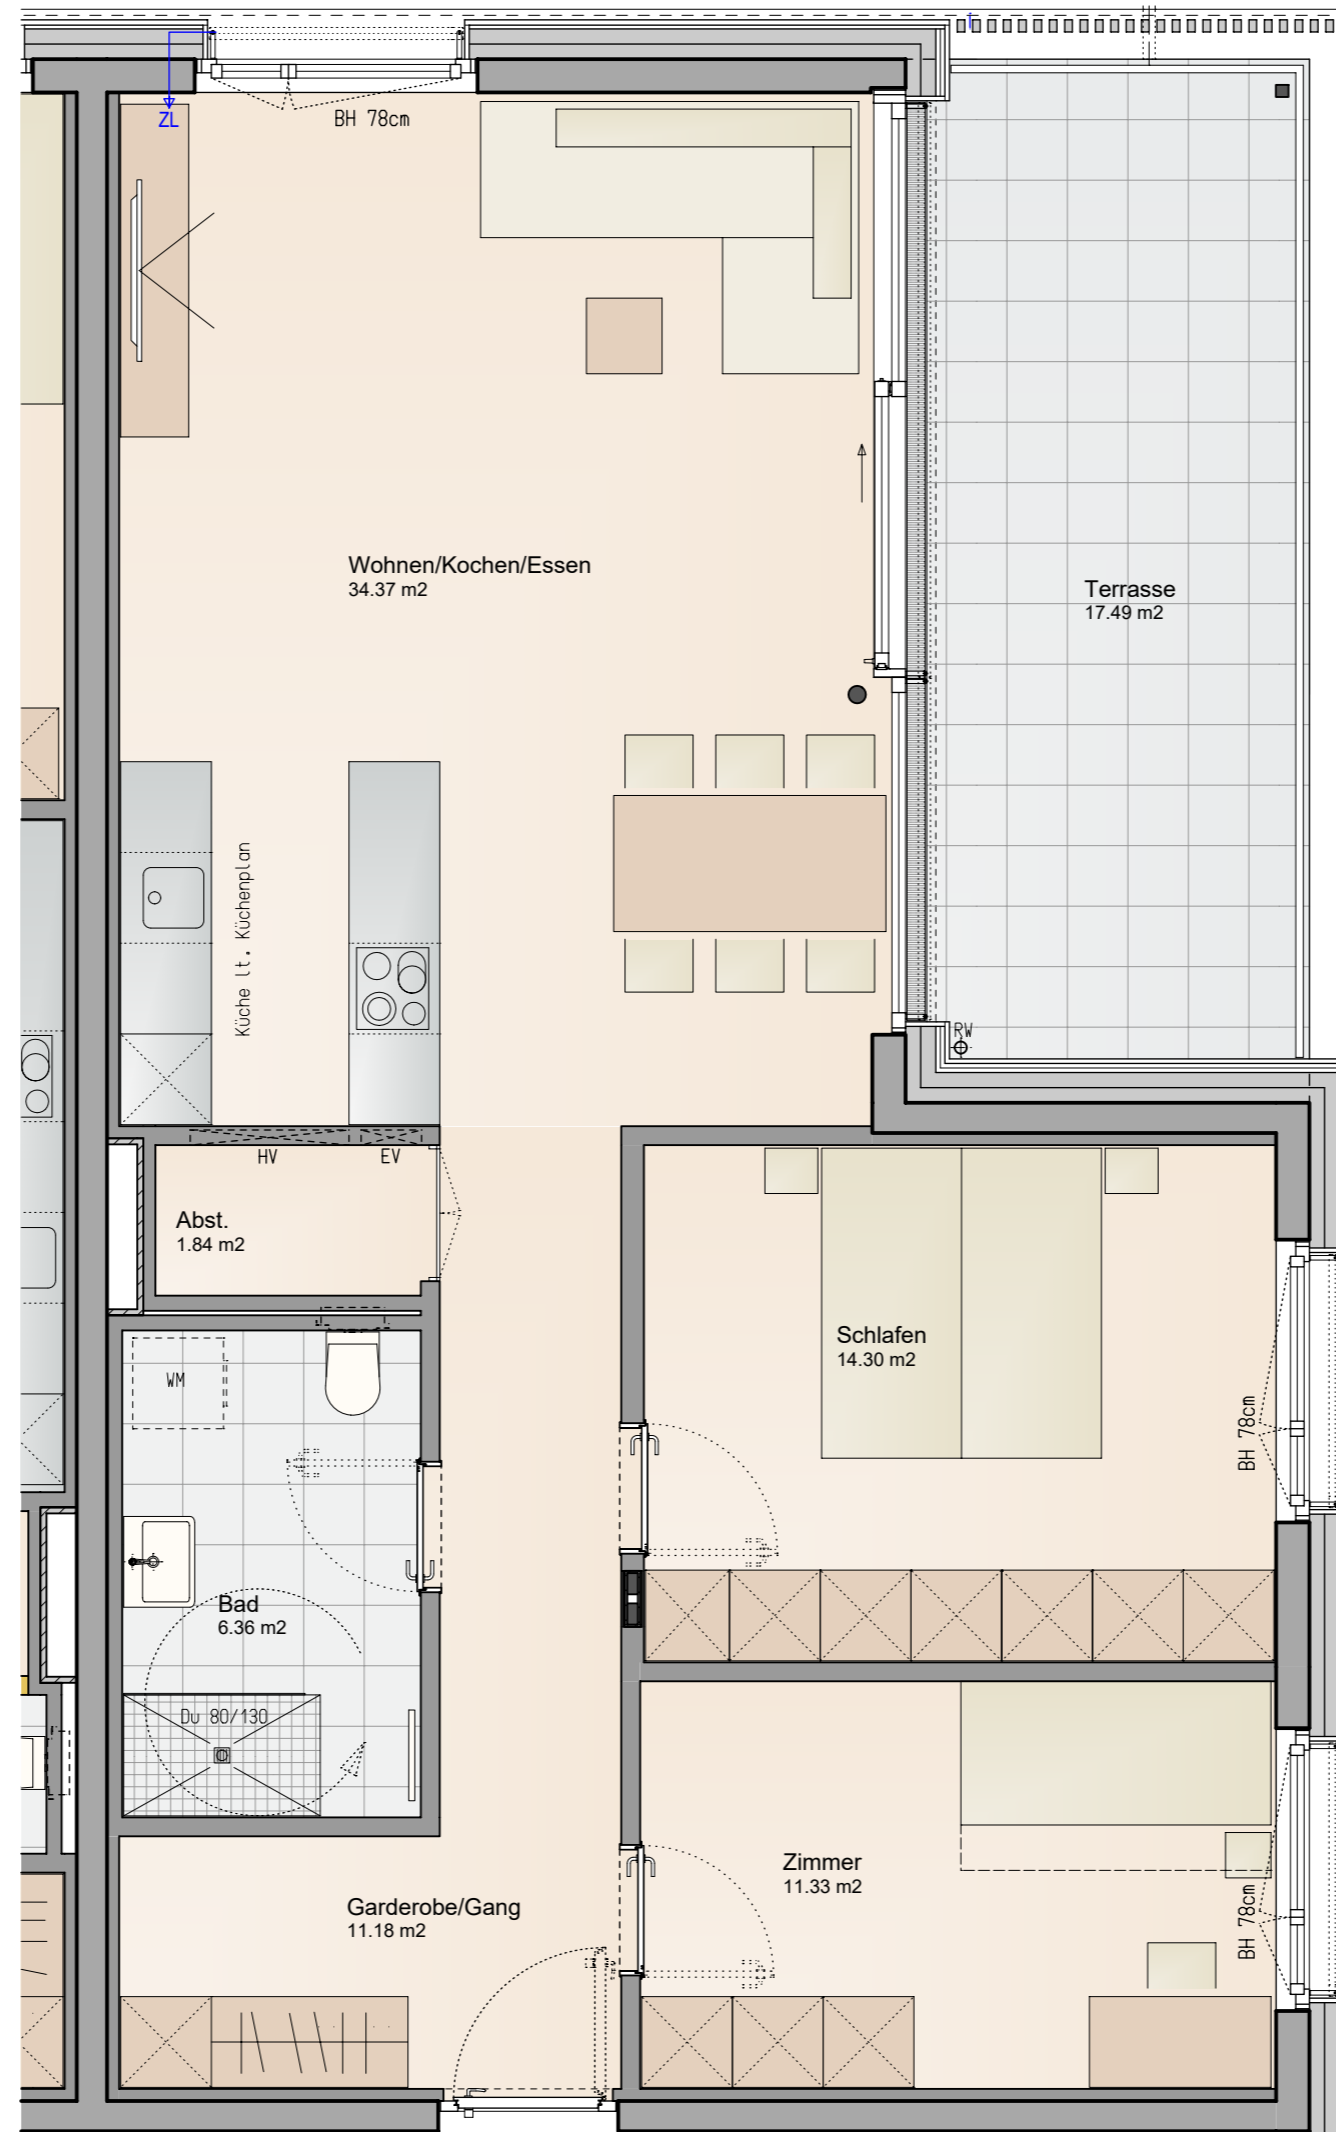 ZL
BH 78cm
Wohnen/Kochen/Essen
34.37 m2
Terrasse
17.49 m2
Küche lt. Küchenplan
RW
HV
EV
Abst.
1.84 m2
Schlafen
14.30 m2
WM
BH 78cm
Bad
6.36 m2
Du 80/130
Zimmer
11.33 m2
Garderobe/Gang
11.18 m2
BH 78cm